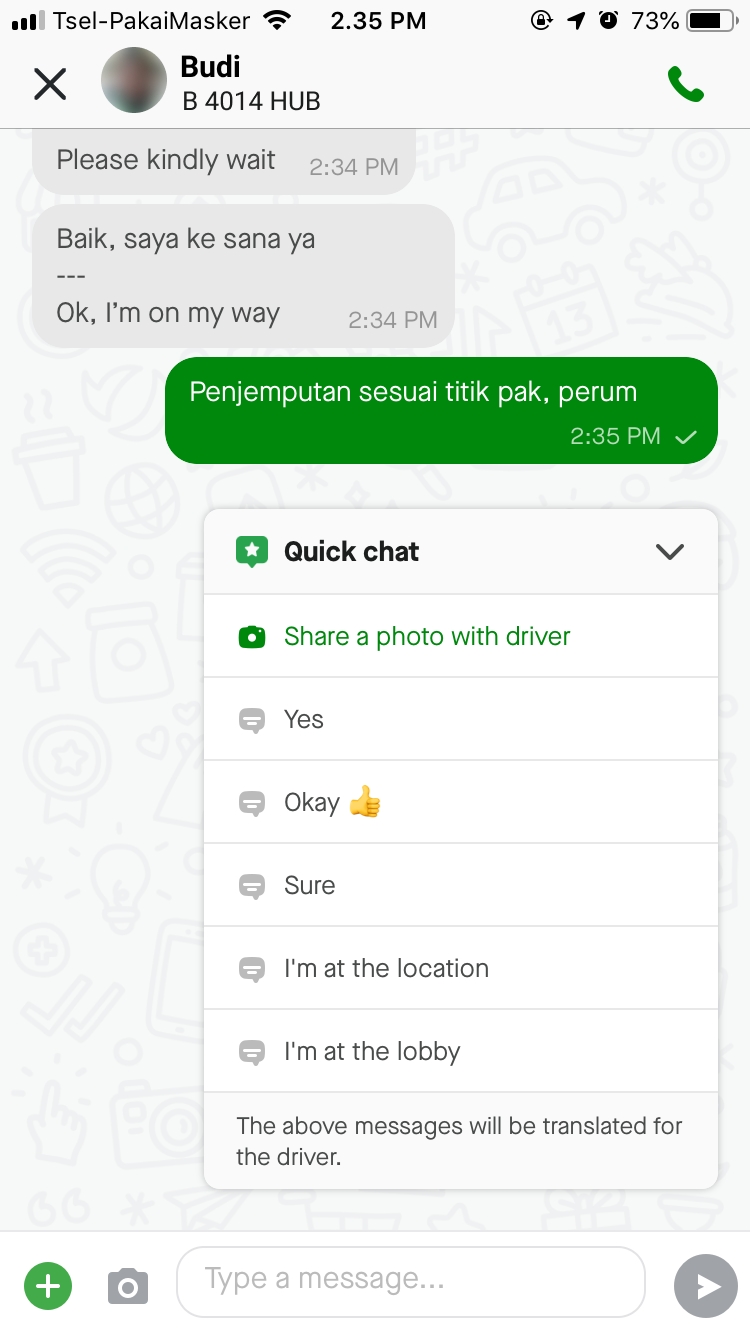 Tsel-PakaiMasker 2.35 PM 73%
Budi
B 4014 HUB
Please kindly wait 2:34 PM
Baik, saya ke sana ya
---
Ok, I'm on my way 2:34 PM
Penjemputan sesuai titik pak, perum
2:35 PM
Quick chat
Share a photo with driver
Yes
Okay 👍
Sure
I'm at the location
I'm at the lobby
The above messages will be translated for
the driver.
Type a message...